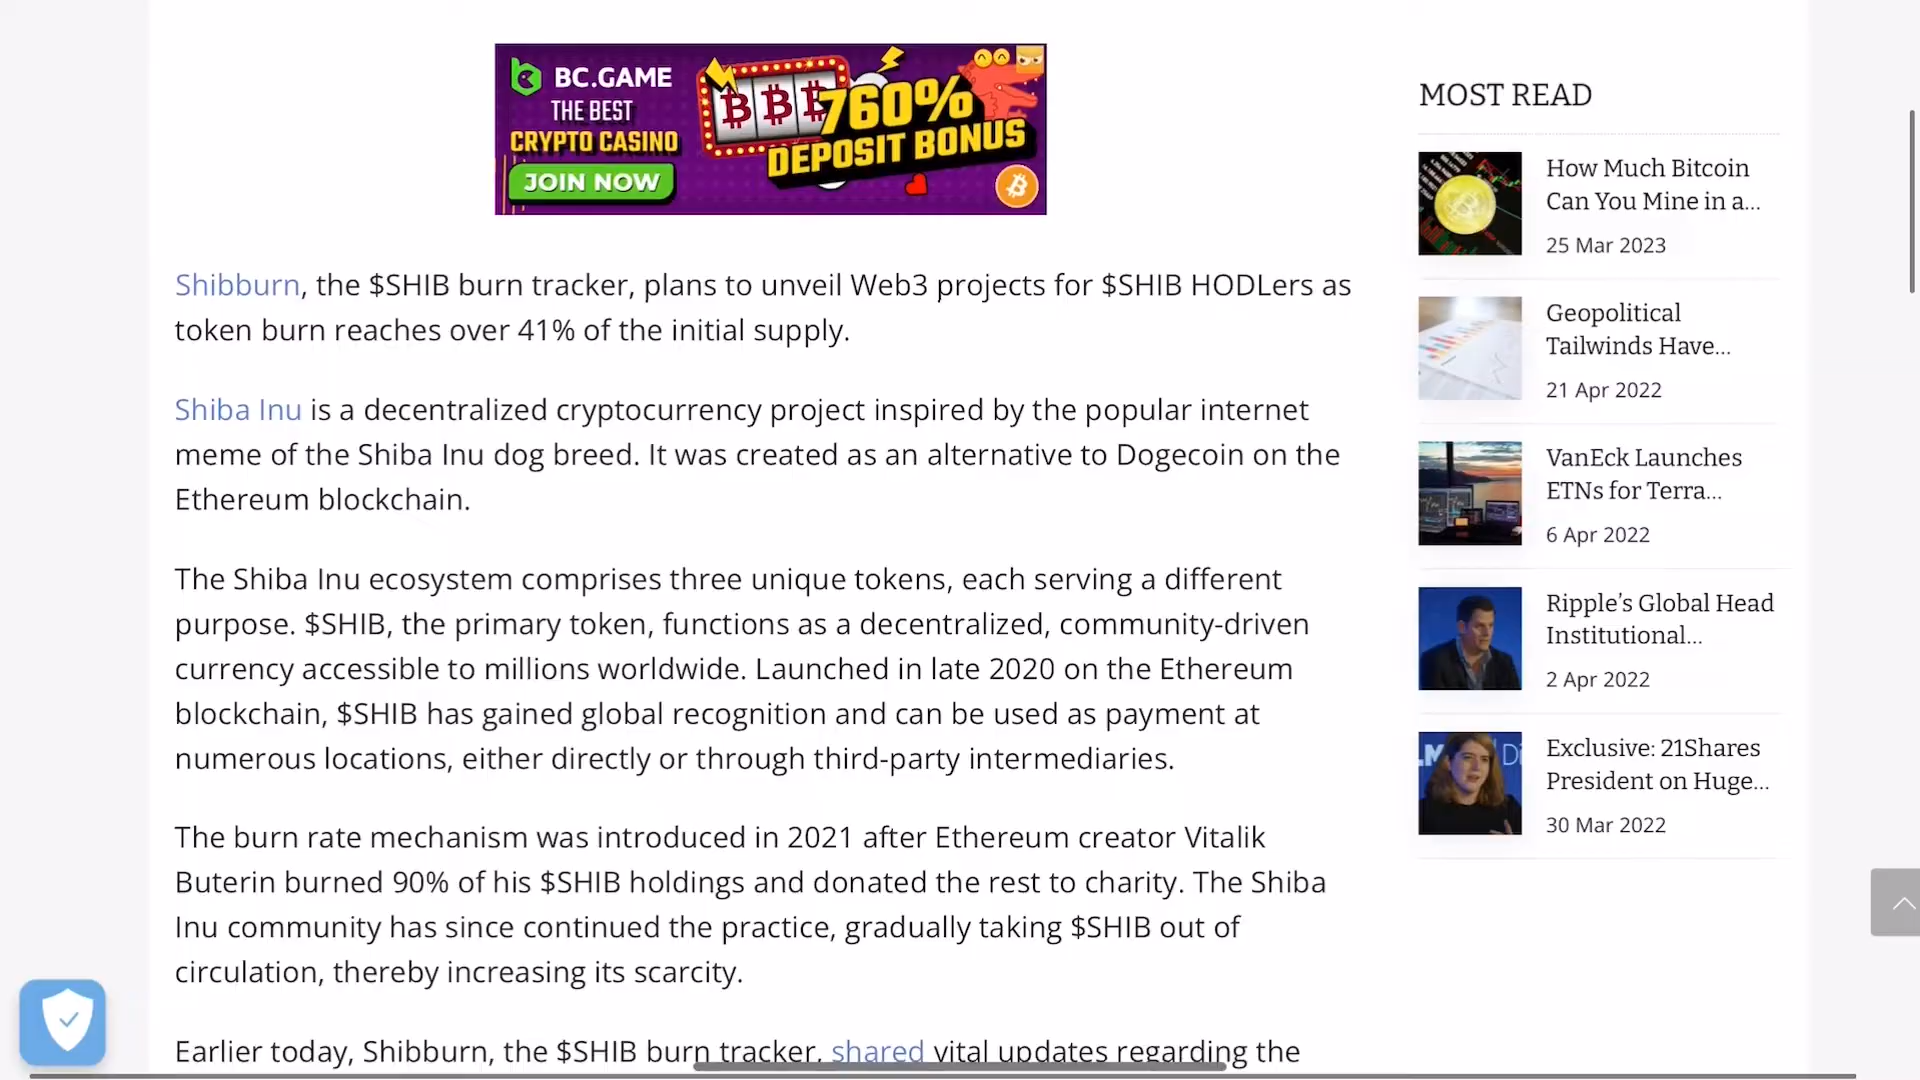 BC.GAME
THE BEST
CRYPTO CASINO
JOIN NOW
760%
DEPOSIT BONUS
Shibburn, the $SHIB burn tracker, plans to unveil Web3 projects for $SHIB HODLers as
token burn reaches over 41% of the initial supply.
Shiba Inu is a decentralized cryptocurrency project inspired by the popular internet
meme of the Shiba Inu dog breed. It was created as an alternative to Dogecoin on the
Ethereum blockchain.
The Shiba Inu ecosystem comprises three unique tokens, each serving a different
purpose. $SHIB, the primary token, functions as a decentralized, community-driven
currency accessible to millions worldwide. Launched in late 2020 on the Ethereum
blockchain, $SHIB has gained global recognition and can be used as payment at
numerous locations, either directly or through third-party intermediaries.
The burn rate mechanism was introduced in 2021 after Ethereum creator Vitalik
Buterin burned 90% of his $SHIB holdings and donated the rest to charity. The Shiba
Inu community has since continued the practice, gradually taking $SHIB out of
circulation, thereby increasing its scarcity.
Earlier today, Shibburn, the $SHIB burn tracker, shared vital updates regarding the
MOST READ
How Much Bitcoin
Can You Mine in a...
25 Mar 2023
Geopolitical
Tailwinds Have...
21 Apr 2022
VanEck Launches
ETNs for Terra...
6 Apr 2022
Ripple’s Global Head
Institutional...
2 Apr 2022
Exclusive: 21Shares
President on Huge...
30 Mar 2022